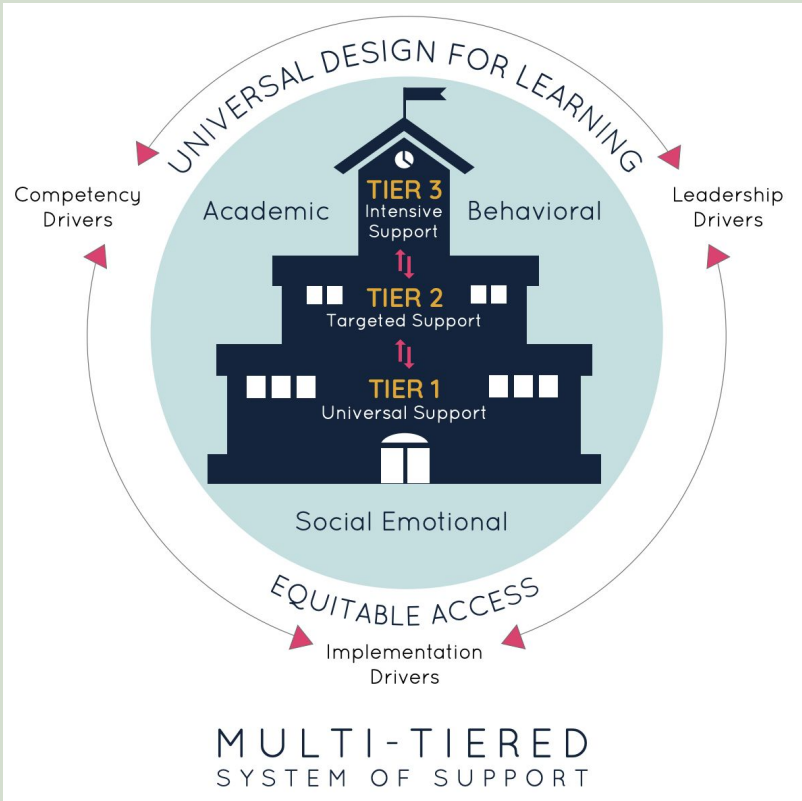 UNIVERSAL DESIGN FOR LEARNING
Competency
Drivers
Leadership
Drivers
Academic
Behavioral
TIER 3
Intensive
Support
TIER 2
Targeted Support
TIER 1
Universal Support
Social Emotional
EQUITABLE ACCESS
Implementation
Drivers
MULTI-TIERED
SYSTEM OF SUPPORT